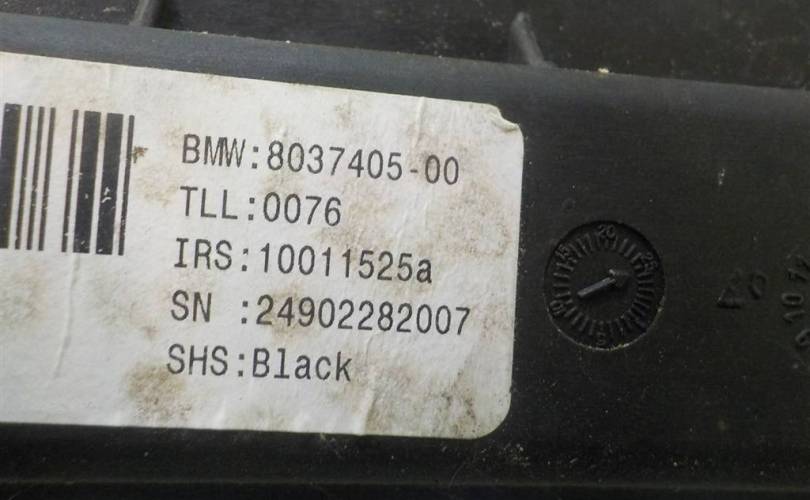 BMW:8037405-00
TLL:0076
IRS:10011525a
SN :24902282007
SHS:Black